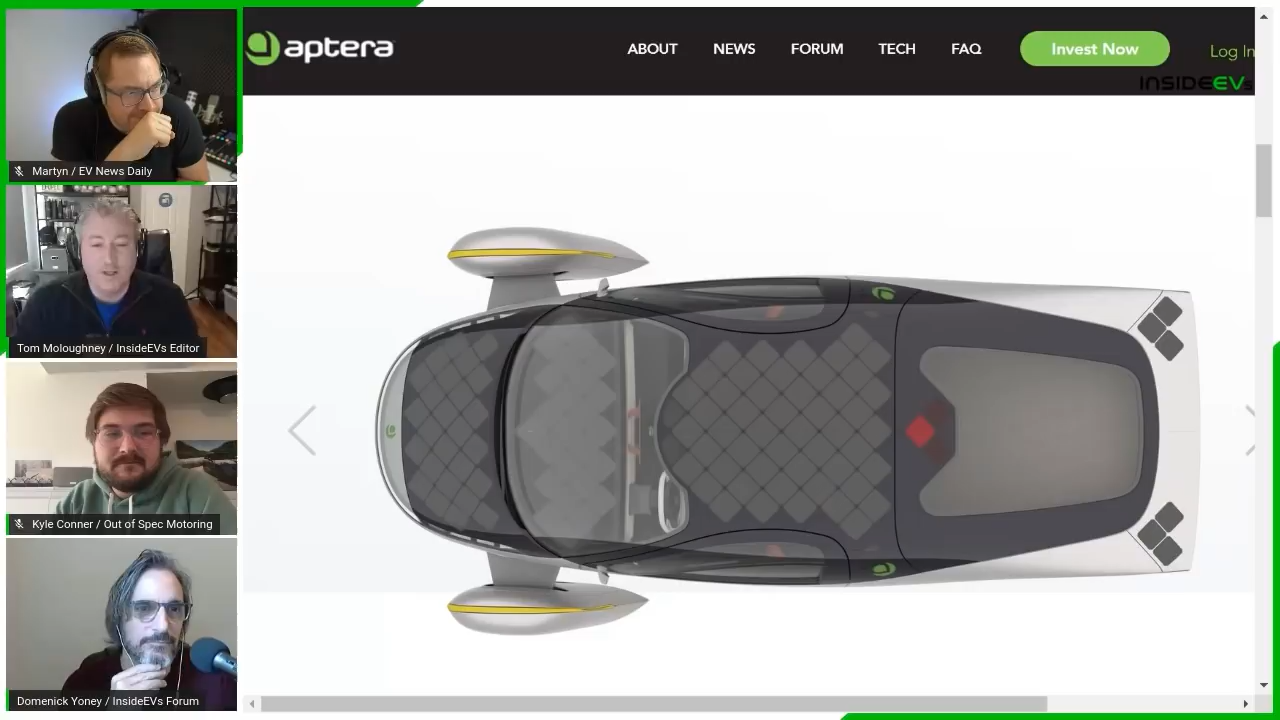 aptera
ABOUT
NEWS
FORUM
TECH
FAQ
Invest Now
Log In
INSIDEEVs
Martyn / EV News Daily
Tom Moloughney / InsideEVs Editor
Kyle Conner / Out of Spec Motoring
Domenick Yoney / InsideEVs Forum